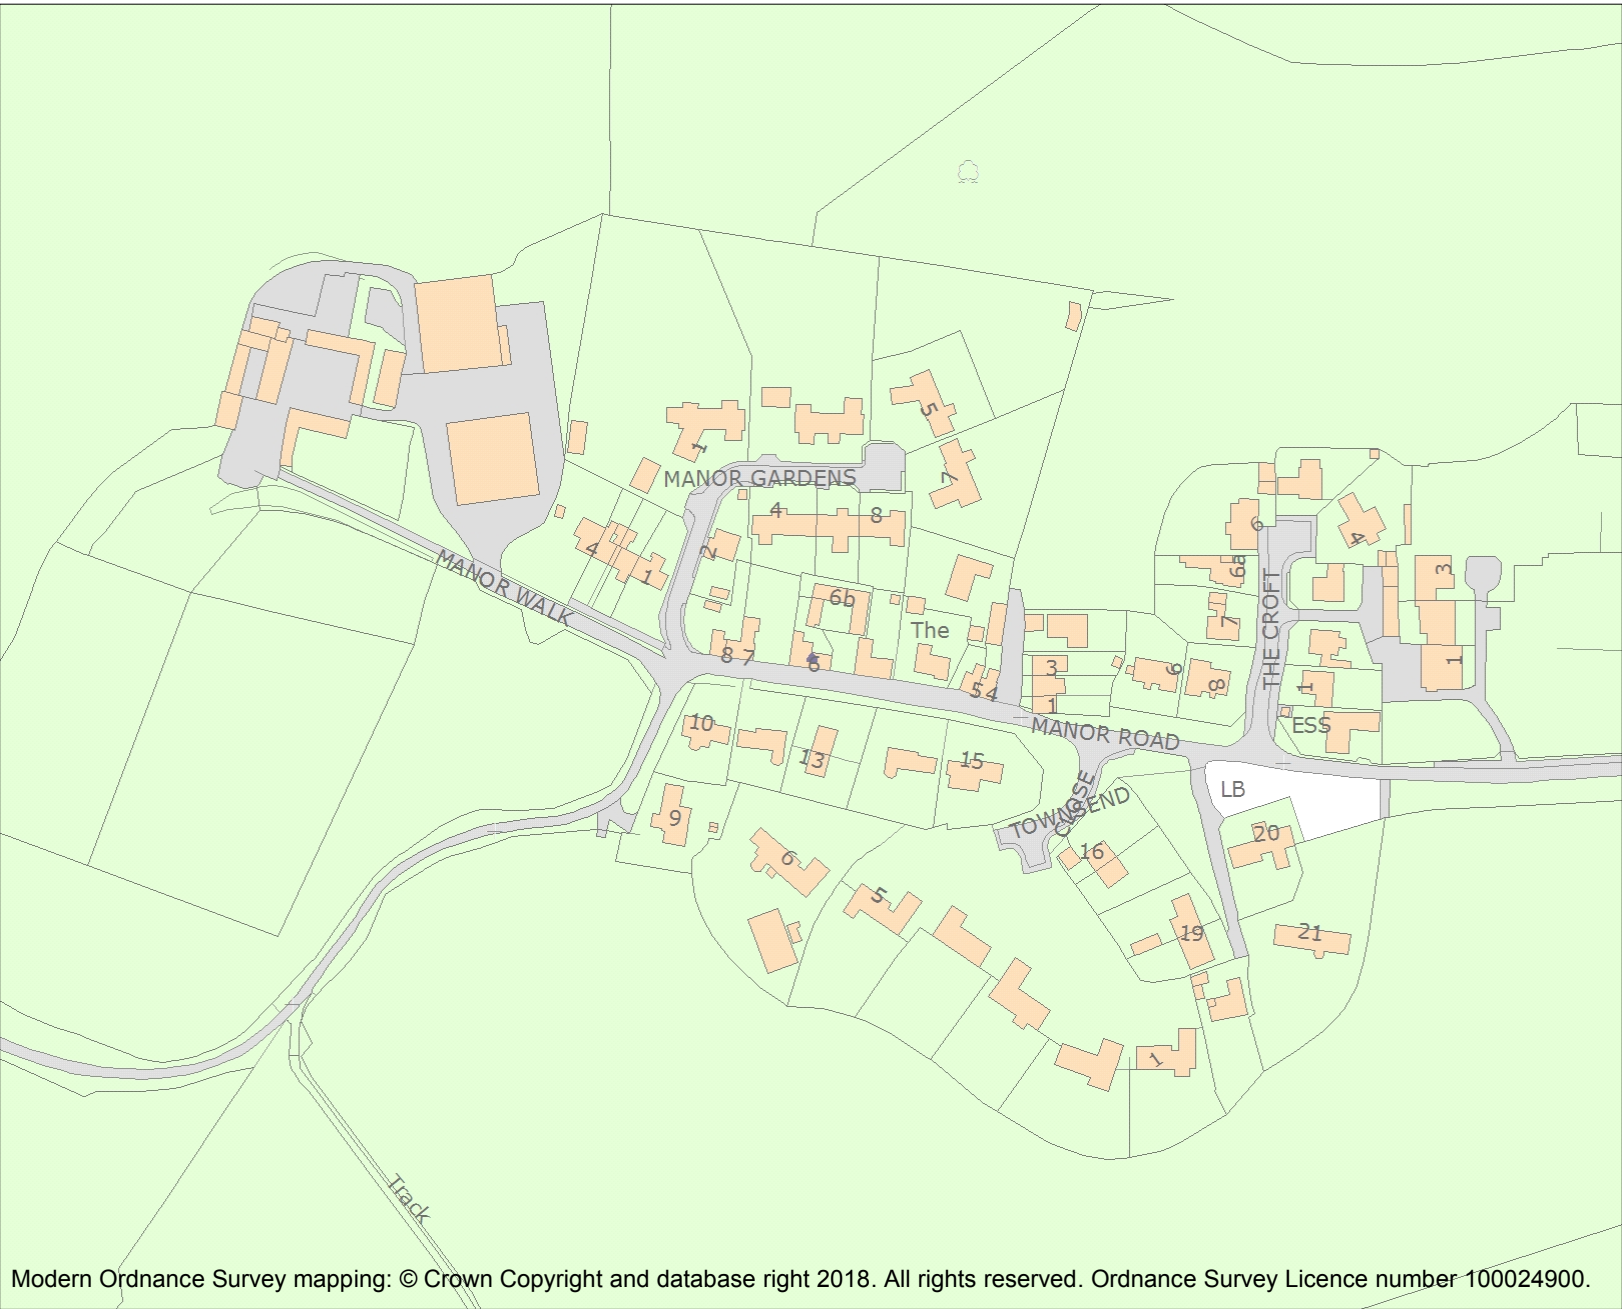 5
1
7
MANOR GARDENS
4
8
6
4
2
MANOR WALK
4
1
6a
3
6b
The
7
THE CROFT
8 7
6
5 4
3
1
6
8
1
1
10
MANOR ROAD
ESS
13
15
LB
TOWNSEND
CLOSE
9
20
6
16
5
19
21
1
Track
Modern Ordnance Survey mapping: © Crown Copyright and database right 2018. All rights reserved. Ordnance Survey Licence number 100024900.